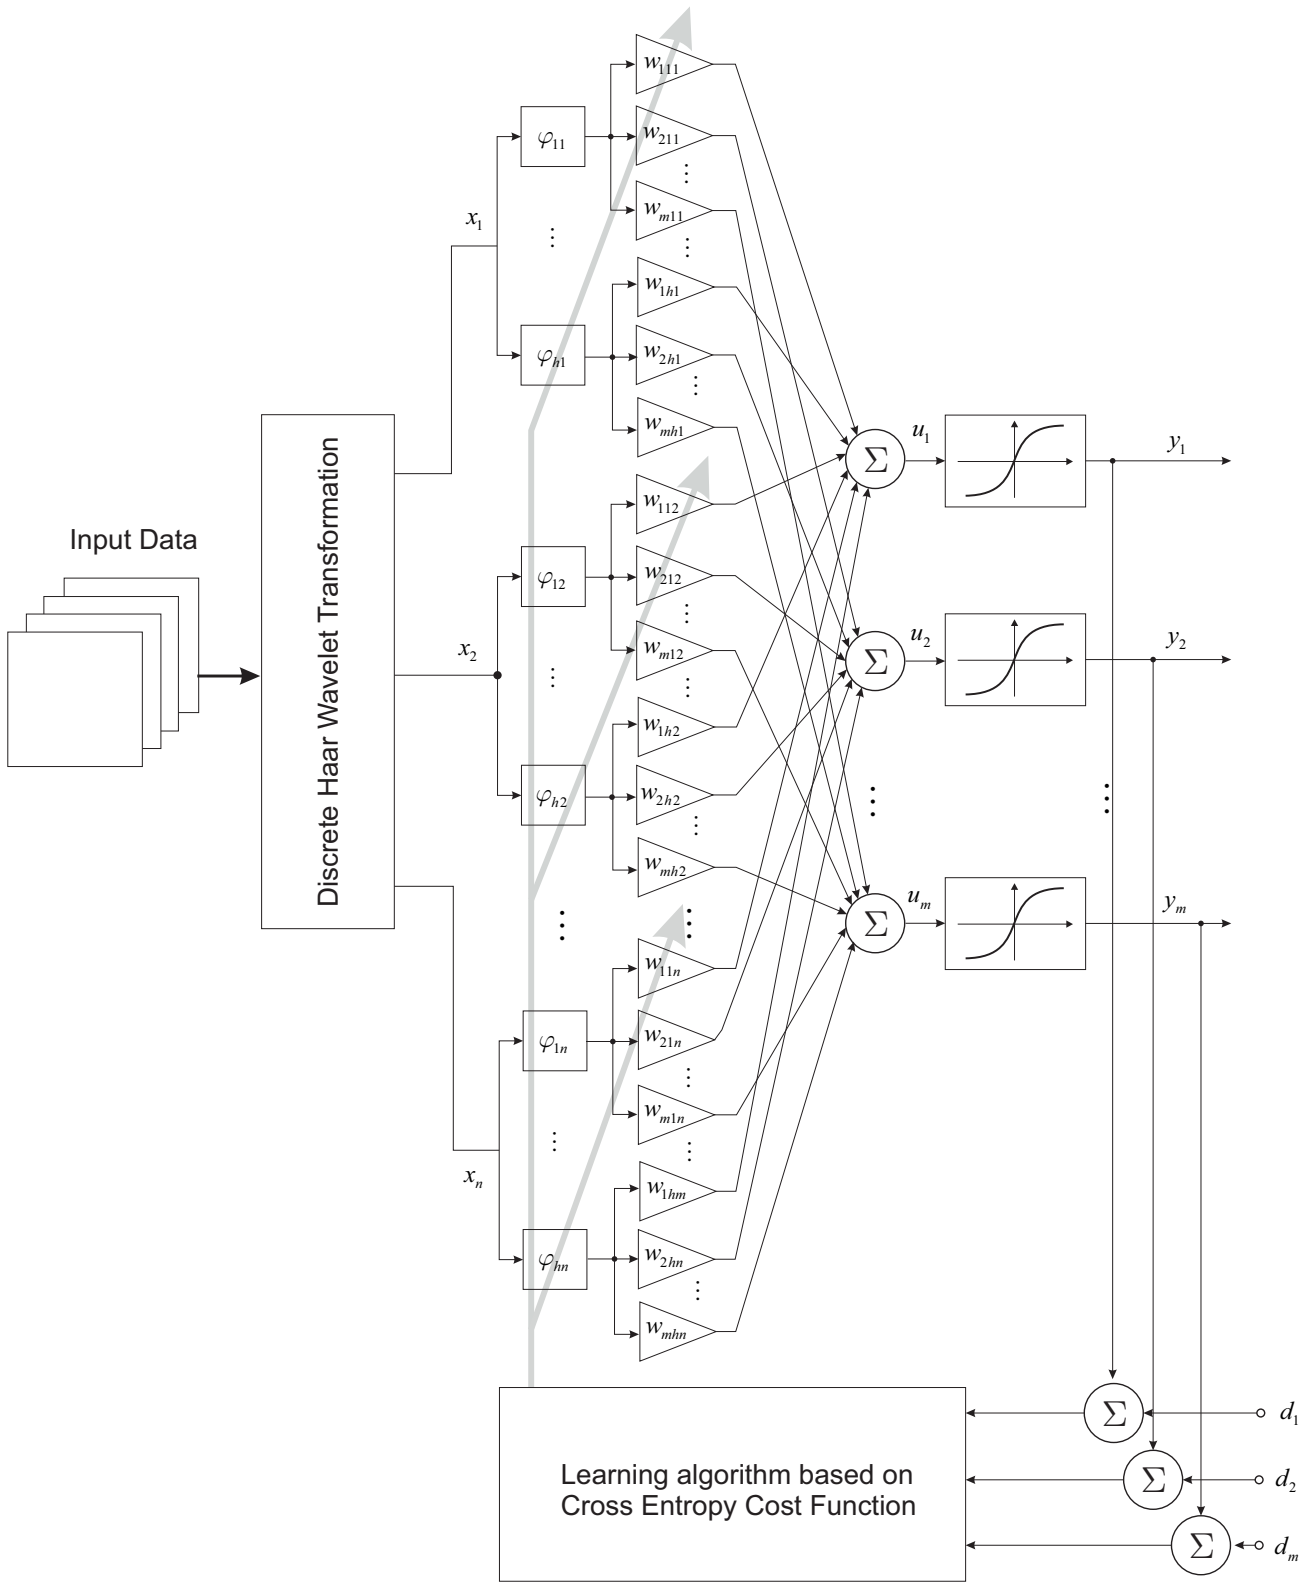 w₁₁₁
φ₁₁
w₂₁₁
⋮
x₁
wₘ₁₁
⋮
⋮
w₁ₕ₁
φₕ₁
w₂ₕ₁
⋮
wₘₕ₁
u₁
y₁
Σ
w₁₁₂
Input Data
Discrete Haar Wavelet Transformation
φ₁₂
w₂₁₂
⋮
x₂
wₘ₁₂
u₂
y₂
Σ
⋮
⋮
w₁ₕ₂
φₕ₂
w₂ₕ₂
⋮
⋮
⋮
wₘₕ₂
uₘ
yₘ
Σ
⋮
⋮
w₁₁ₙ
φ₁ₙ
w₂₁ₙ
⋮
wₘ₁ₙ
⋮
⋮
xₙ
w₁ₕₘ
φₕₙ
w₂ₕₙ
⋮
wₘₕₙ
Σ
d₁
Learning algorithm based on
Cross Entropy Cost Function
Σ
d₂
Σ
dₘ